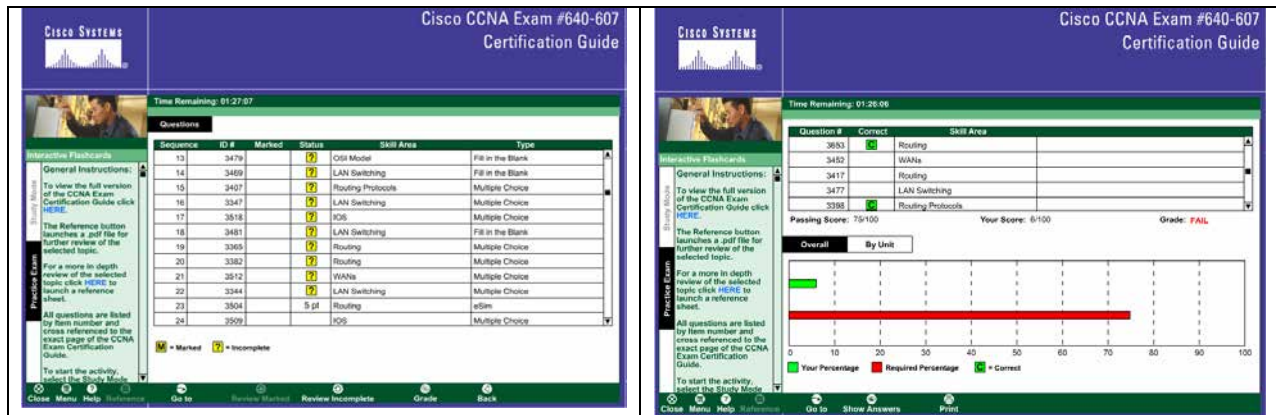 CISCO SYSTEMS
Cisco CCNA Exam #640-607
Certification Guide
Time Remaining: 01:27:07
Questions
Interactive Flashcards
Study Mode
Practice Exam
General Instructions:
To view the full version
of the CCNA Exam
Certification Guide click
HERE.
The Reference button
launches a .pdf file for
further review of the
selected topic.
For a more in depth
review of the selected
topic click HERE to
launch a reference
sheet.
All questions are listed
by Item number and
cross referenced to the
exact page of the CCNA
Exam Certification
Guide.
To start the activity,
select the Study Mode
Sequence ID # Marked Status Skill Area Type
13 3479 ? OSI Model Fill in the Blank
14 3469 ? LAN Switching Fill in the Blank
15 3407 ? Routing Protocols Multiple Choice
16 3347 ? LAN Switching Multiple Choice
17 3518 ? IOS Multiple Choice
18 3481 ? LAN Switching Fill in the Blank
19 3365 ? Routing Multiple Choice
20 3382 ? Routing Multiple Choice
21 3512 ? WANs Multiple Choice
22 3344 ? LAN Switching Multiple Choice
23 3504 5 pt Routing eSim
24 3509 IOS Multiple Choice
M = Marked ? = Incomplete
Close Menu Help Reference Go to Review Marked Review Incomplete Grade Back
CISCO SYSTEMS
Cisco CCNA Exam #640-607
Certification Guide
Time Remaining: 01:26:06
Interactive Flashcards
Study Mode
Practice Exam
General Instructions:
To view the full version
of the CCNA Exam
Certification Guide click
HERE.
The Reference button
launches a .pdf file for
further review of the
selected topic.
For a more in depth
review of the selected
topic click HERE to
launch a reference
sheet.
All questions are listed
by Item number and
cross referenced to the
exact page of the CCNA
Exam Certification
Guide.
To start the activity,
select the Study Mode
Question # Correct Skill Area
3653 C Routing
3452 WANs
3417 Routing
3477 LAN Switching
3398 C Routing Protocols
Passing Score: 75/100 Your Score: 6/100 Grade: FAIL
Overall By Unit
0 10 20 30 40 50 60 70 80 90 100
Your Percentage Required Percentage C = Correct
Close Menu Help Reference Go to Show Answers Print